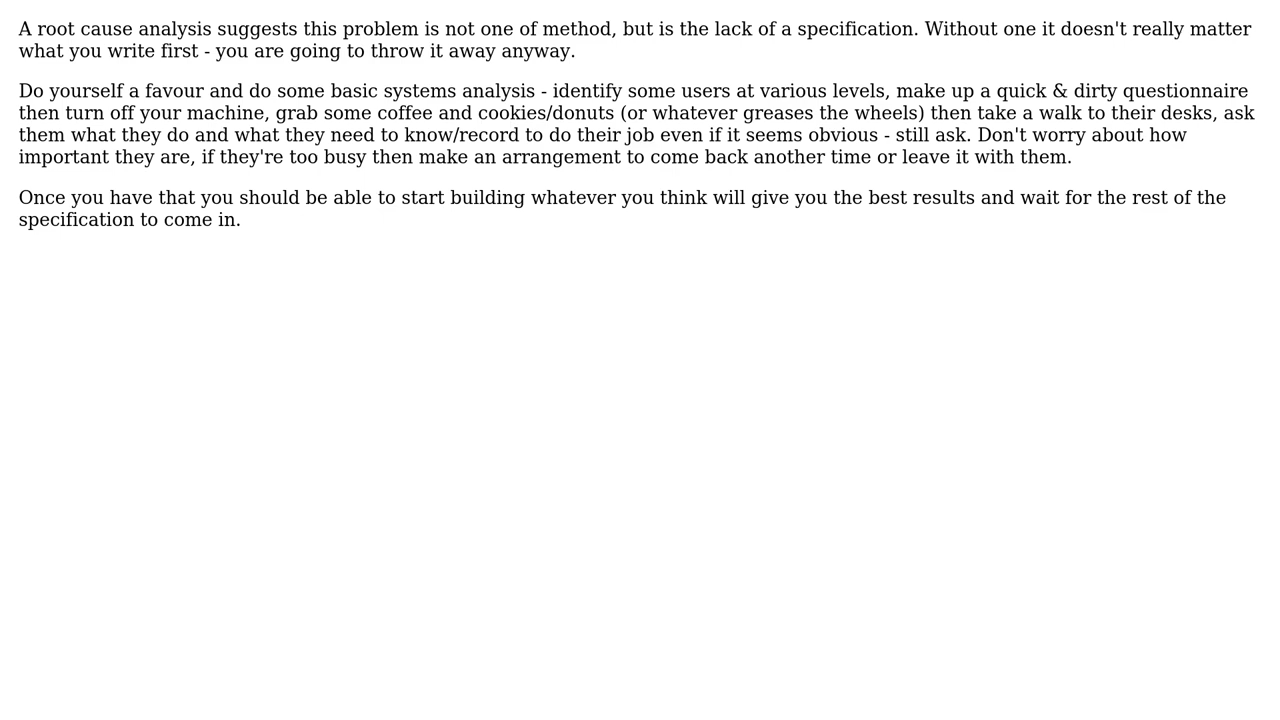 A root cause analysis suggests this problem is not one of method, but is the lack of a specification. Without one it doesn't really matter
what you write first - you are going to throw it away anyway.
Do yourself a favour and do some basic systems analysis - identify some users at various levels, make up a quick & dirty questionnaire
then turn off your machine, grab some coffee and cookies/donuts (or whatever greases the wheels) then take a walk to their desks, ask
them what they do and what they need to know/record to do their job even if it seems obvious - still ask. Don't worry about how
important they are, if they're too busy then make an arrangement to come back another time or leave it with them.
Once you have that you should be able to start building whatever you think will give you the best results and wait for the rest of the
specification to come in.